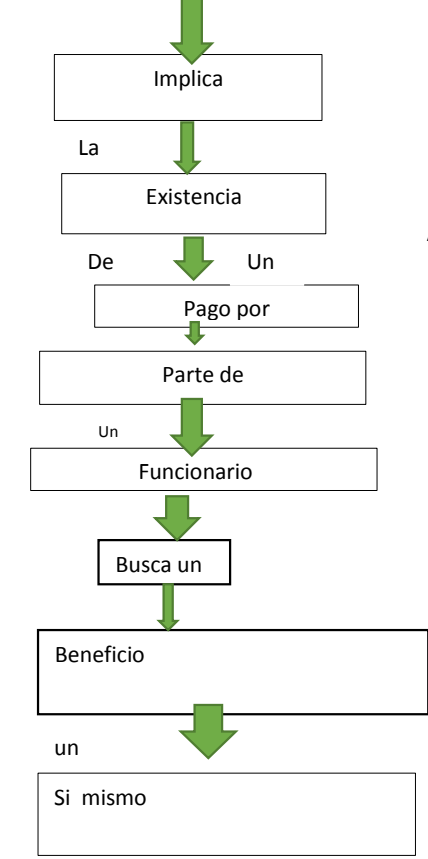 Implica
La
Existencia
De Un
Pago por
Parte de
Un
Funcionario
Busca un
Beneficio
un
Si mismo